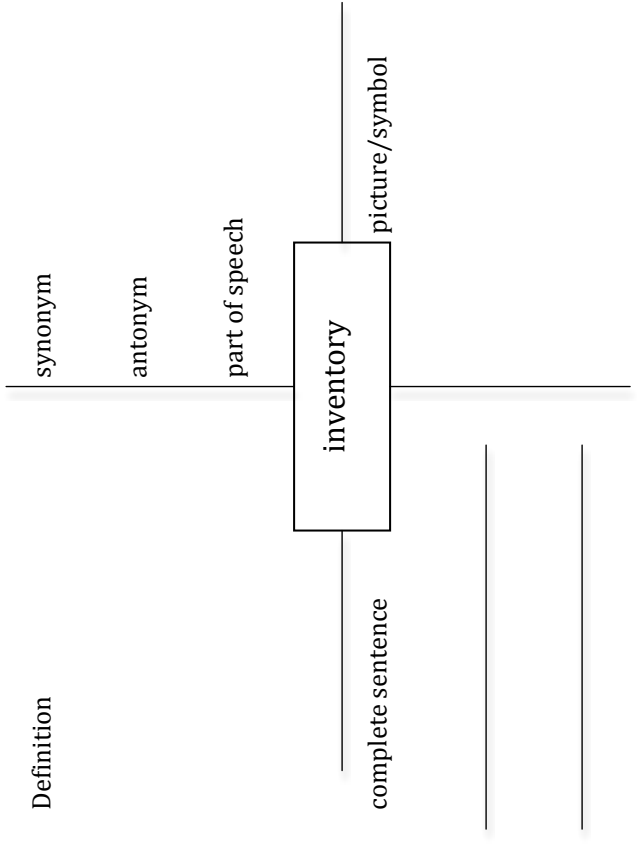 Definition
synonym
antonym
part of speech
inventory
complete sentence
picture/symbol